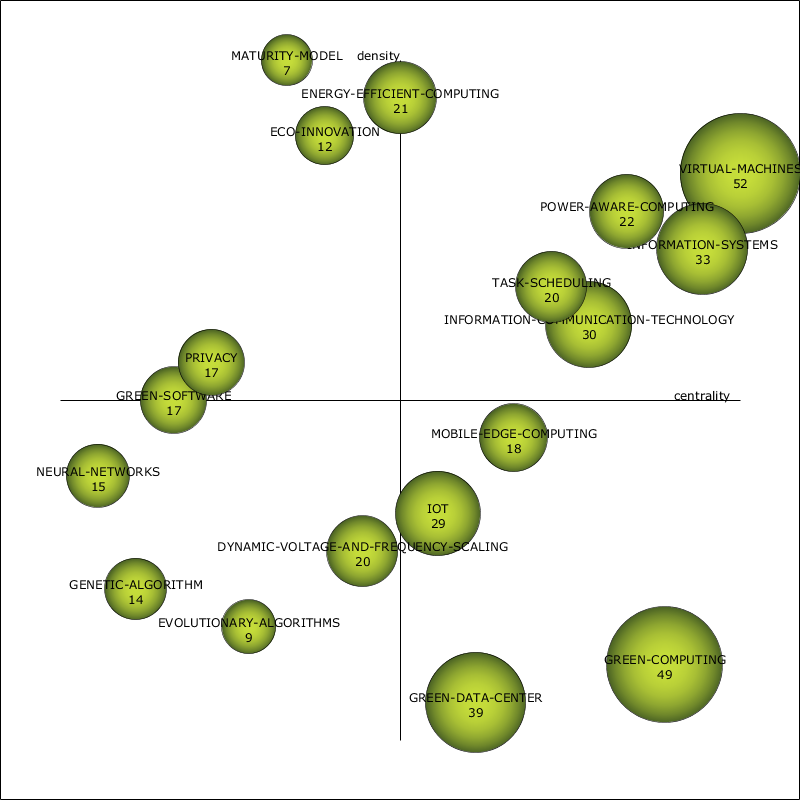 MATURITY-MODEL
7
density
ENERGY-EFFICIENT-COMPUTING
21
ECO-INNOVATION
12
VIRTUAL-MACHINES
52
POWER-AWARE-COMPUTING
22
INFORMATION-SYSTEMS
33
TASK-SCHEDULING
20
INFORMATION-COMMUNICATION-TECHNOLOGY
30
PRIVACY
17
GREEN-SOFTWARE
17
centrality
MOBILE-EDGE-COMPUTING
18
NEURAL-NETWORKS
15
IOT
29
DYNAMIC-VOLTAGE-AND-FREQUENCY-SCALING
20
GENETIC-ALGORITHM
14
EVOLUTIONARY-ALGORITHMS
9
GREEN-COMPUTING
49
GREEN-DATA-CENTER
39